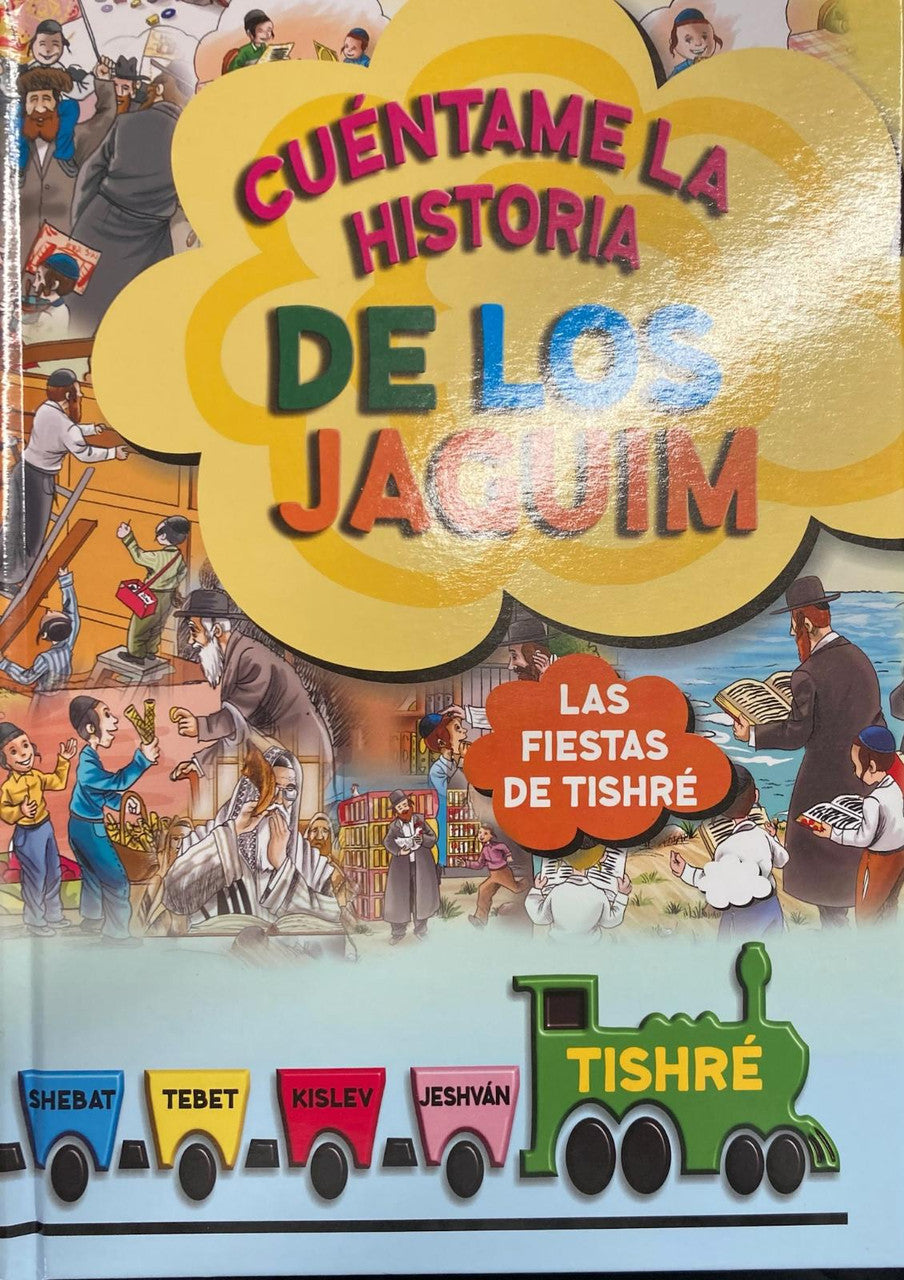 CUÉNTAME LA
HISTORIA
DE LOS
JAGUIM
LAS
FIESTAS
DE TISHRÉ
SHEBAT
TEBET
KISLEV
JESHVÁN
TISHRÉ